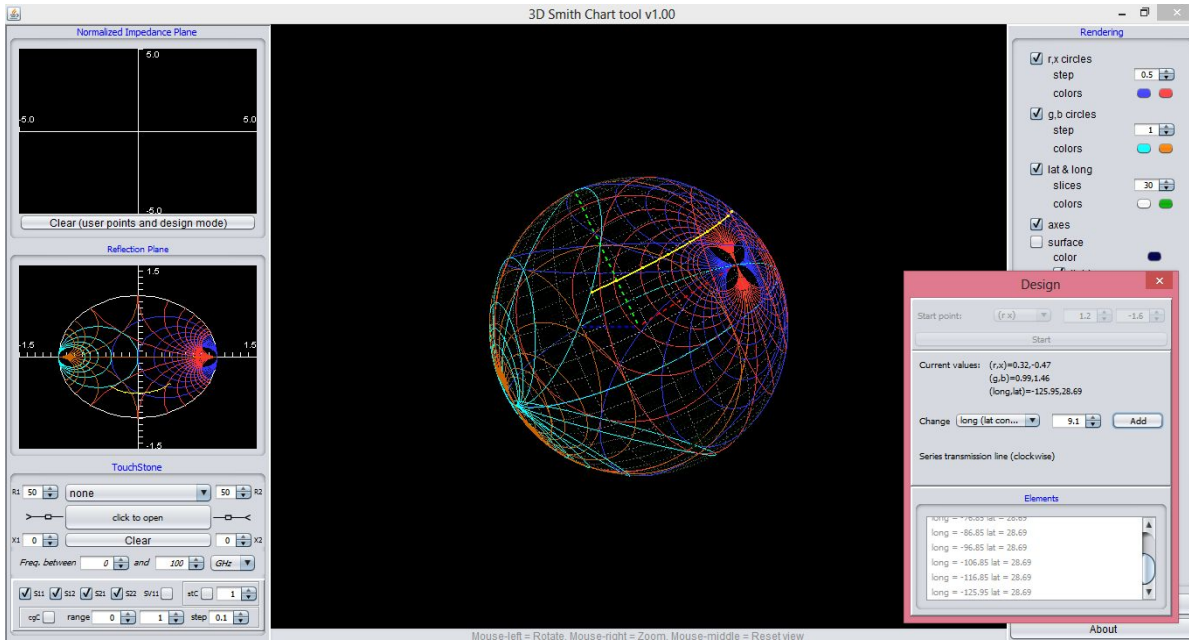 3D Smith Chart tool v1.00
Normalized Impedance Plane
5.0
-5.0
5.0
-5.0
Clear (user points and design mode)
Reflection Plane
1.5
-1.5
1.5
-1.5
TouchStone
R1 50 none 50 R2
click to open
X1 0 Clear 0 X2
Freq. between 0 and 100 GHz
S11 S12 S21 S22 SV11 stC 1
cgC range 0 1 step 0.1
Mouse-left = Rotate, Mouse-right = Zoom, Mouse-middle = Reset view
Rendering
r,x circles
step 0.5
colors
g,b circles
step 1
colors
lat & long
slices 30
colors
axes
surface
color
Design
Start point: (r x) 1.2 -1.6
Start
Current values: (r,x)=0.32,-0.47
(g,b)=0.99,1.46
(long,lat)=-125.95,28.69
Change long (lat con... 9.1 Add
Series transmission line (clockwise)
Elements
long = -76.85 lat = 28.69
long = -86.85 lat = 28.69
long = -96.85 lat = 28.69
long = -106.85 lat = 28.69
long = -116.85 lat = 28.69
long = -125.95 lat = 28.69
About